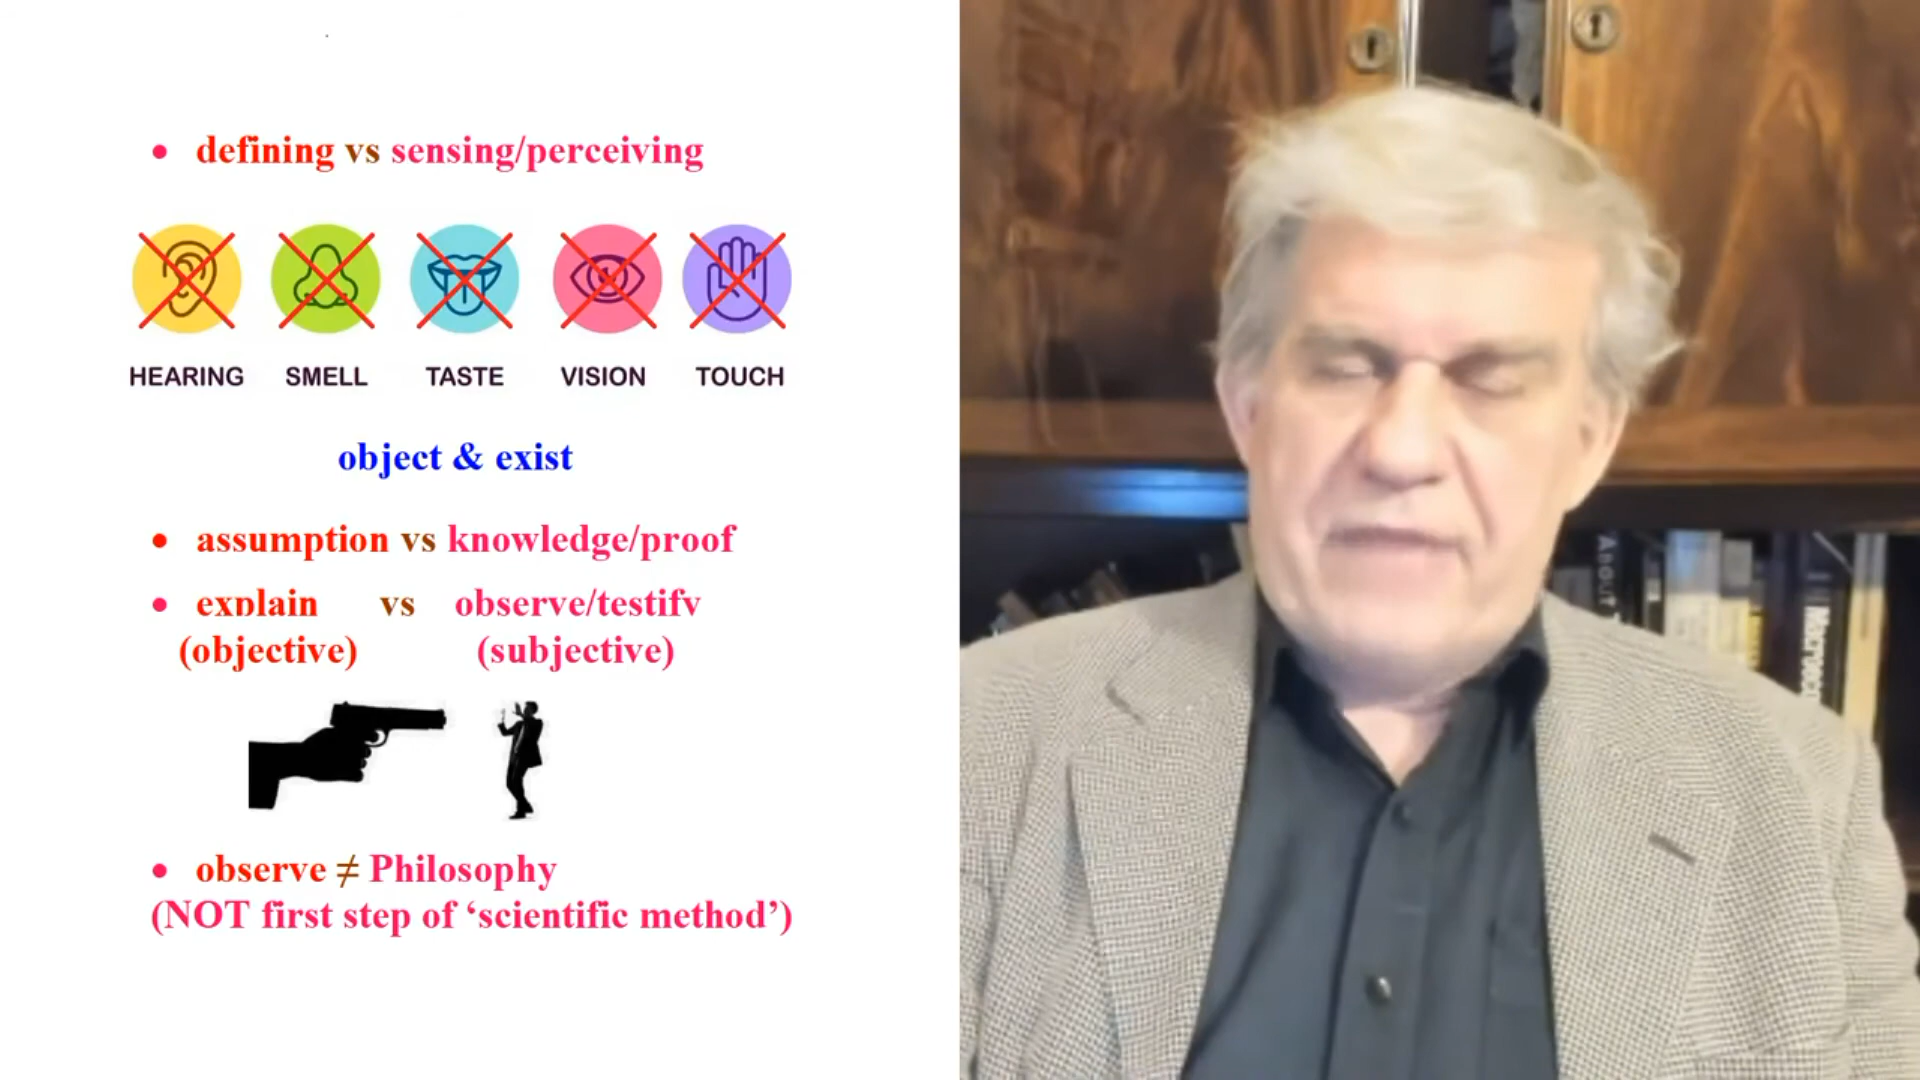 • defining vs sensing/perceiving
HEARING SMELL TASTE VISION TOUCH
object & exist
• assumption vs knowledge/proof
• explain vs observe/testify
(objective) (subjective)
• observe ≠ Philosophy
(NOT first step of ‘scientific method’)
ABOUT